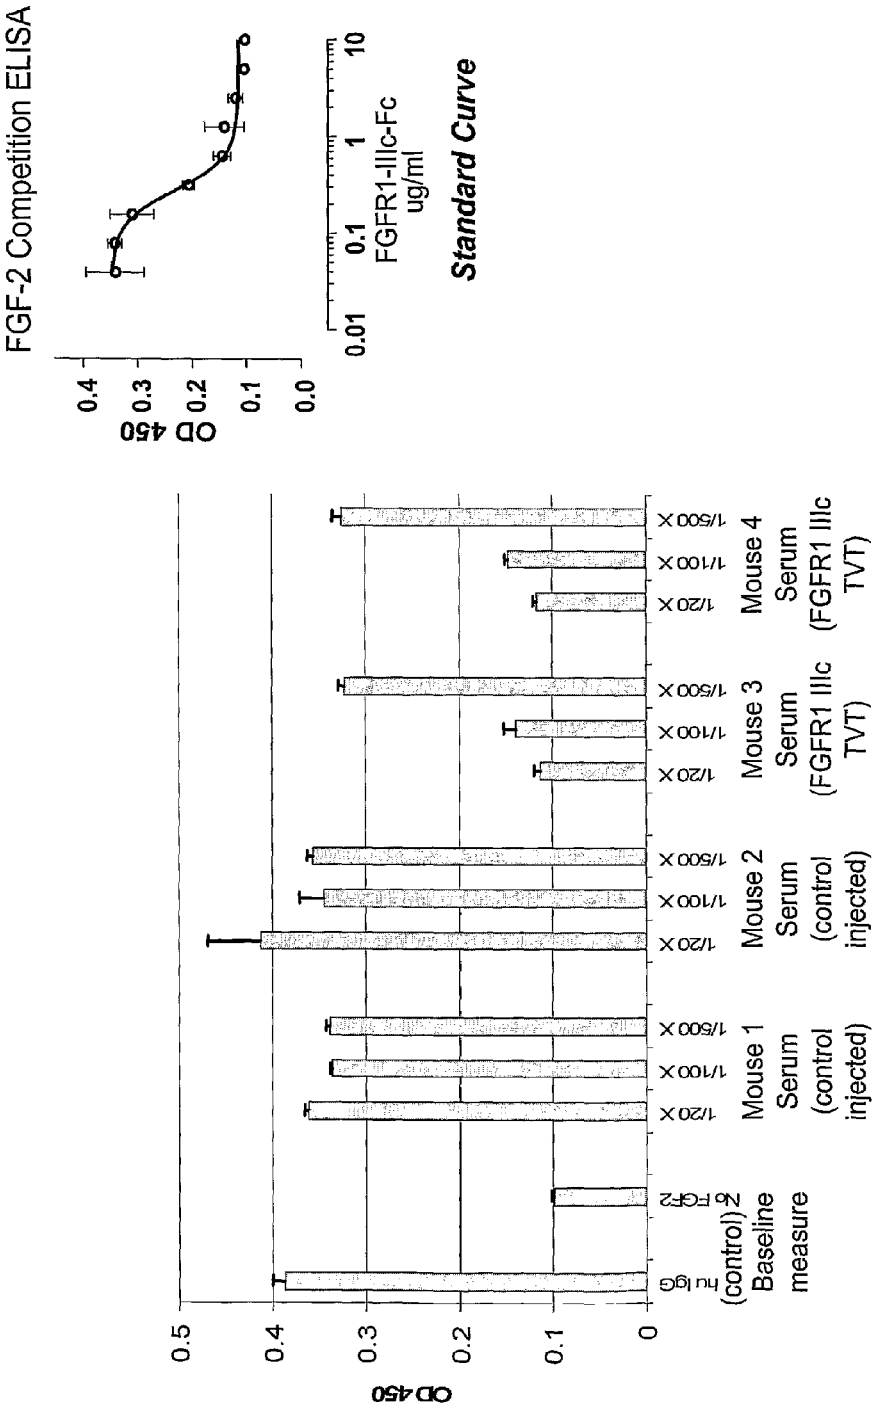 FGF-2 Competition ELISA
OD 450
0.4
0.3
0.2
0.1
0.0
0.01
0.1
1
10
FGFR1-IIIc-Fc
ug/ml
Standard Curve
OD 450
0.5
0.4
0.3
0.2
0.1
0
hu IgG
(control)
No FGF2
Baseline
measure
1/20 X
1/100 X
1/500 X
Mouse 1
Serum
(control
injected)
1/20 X
1/100 X
1/500 X
Mouse 2
Serum
(control
injected)
1/20 X
1/100 X
1/500 X
Mouse 3
Serum
(FGFR1 IIIc
TVT)
1/20 X
1/100 X
1/500 X
Mouse 4
Serum
(FGFR1 IIIc
TVT)